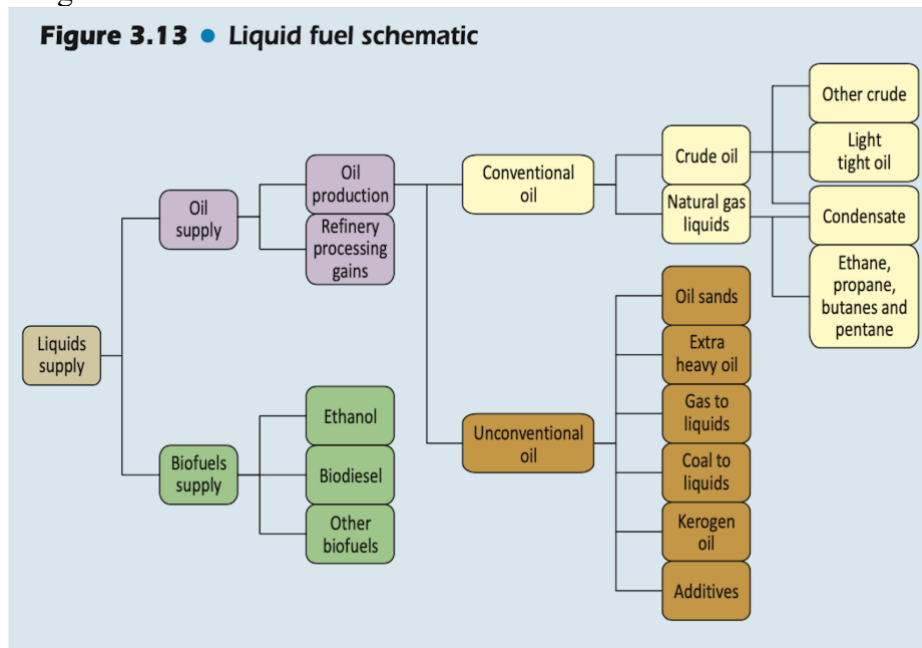 Figure 3.13 • Liquid fuel schematic
Liquids
supply
Oil
supply
Biofuels
supply
Oil
production
Refinery
processing
gains
Ethanol
Biodiesel
Other
biofuels
Conventional
oil
Unconventional
oil
Crude oil
Natural gas
liquids
Oil sands
Extra
heavy oil
Gas to
liquids
Coal to
liquids
Kerogen
oil
Additives
Other crude
Light
tight oil
Condensate
Ethane,
propane,
butanes and
pentane